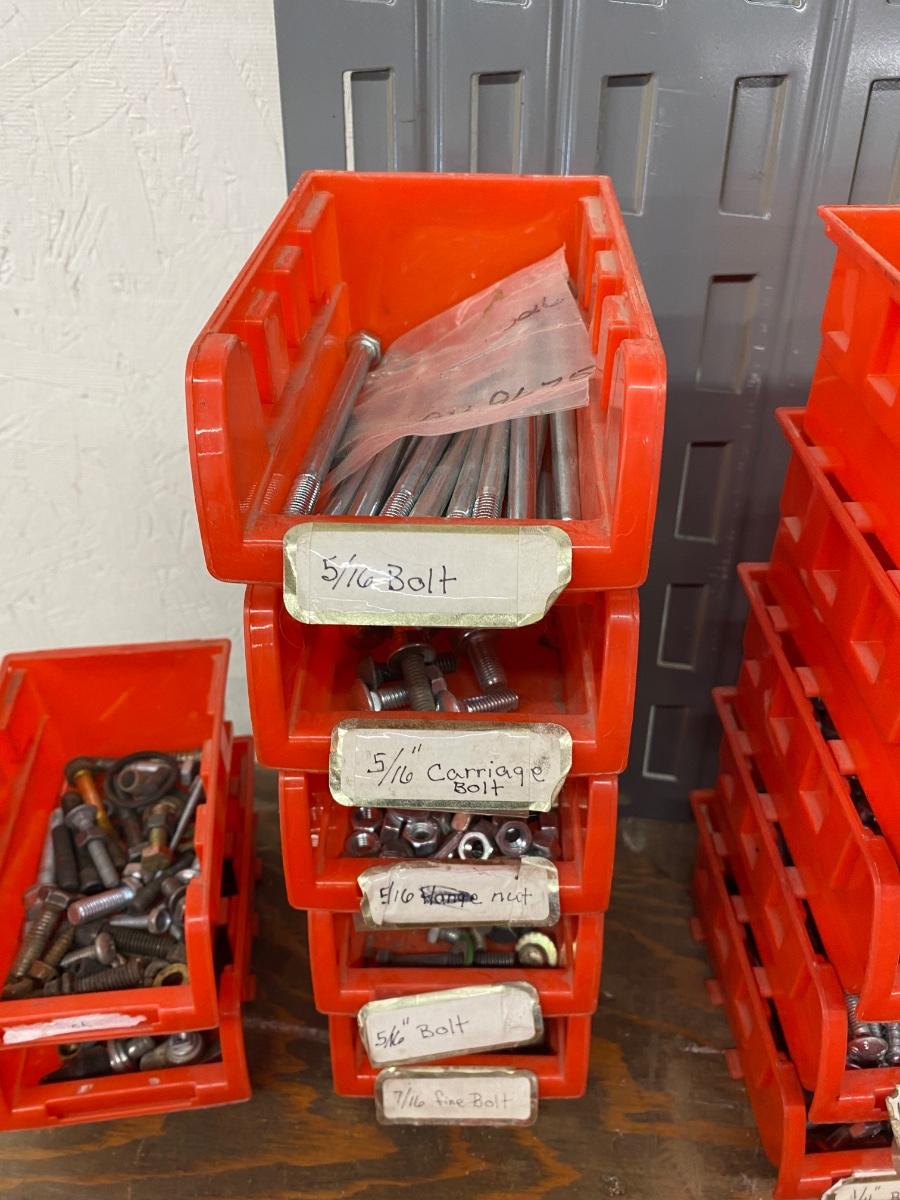 5/16 Bolt
5/16" Carriage
Bolt
5/16 nut
5/16" Bolt
7/16 fine Bolt